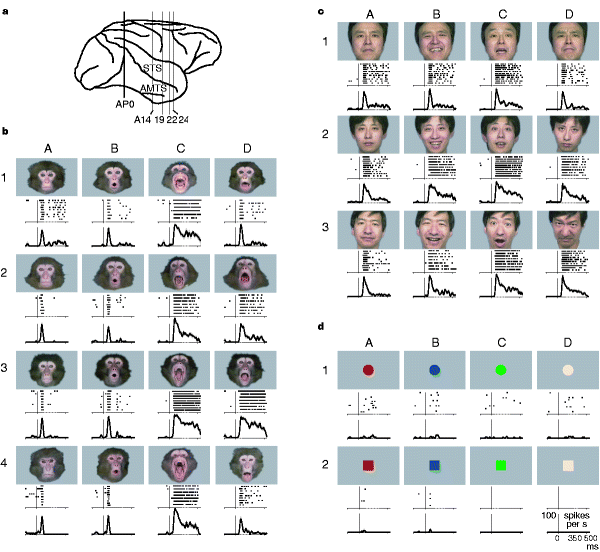 a
STS
AMTS
AP0
A14 19 22 24
b
A B C D
1
2
3
4
c
A B C D
1
2
3
d
A B C D
1
2
100 spikes
per s
0 350 500
ms